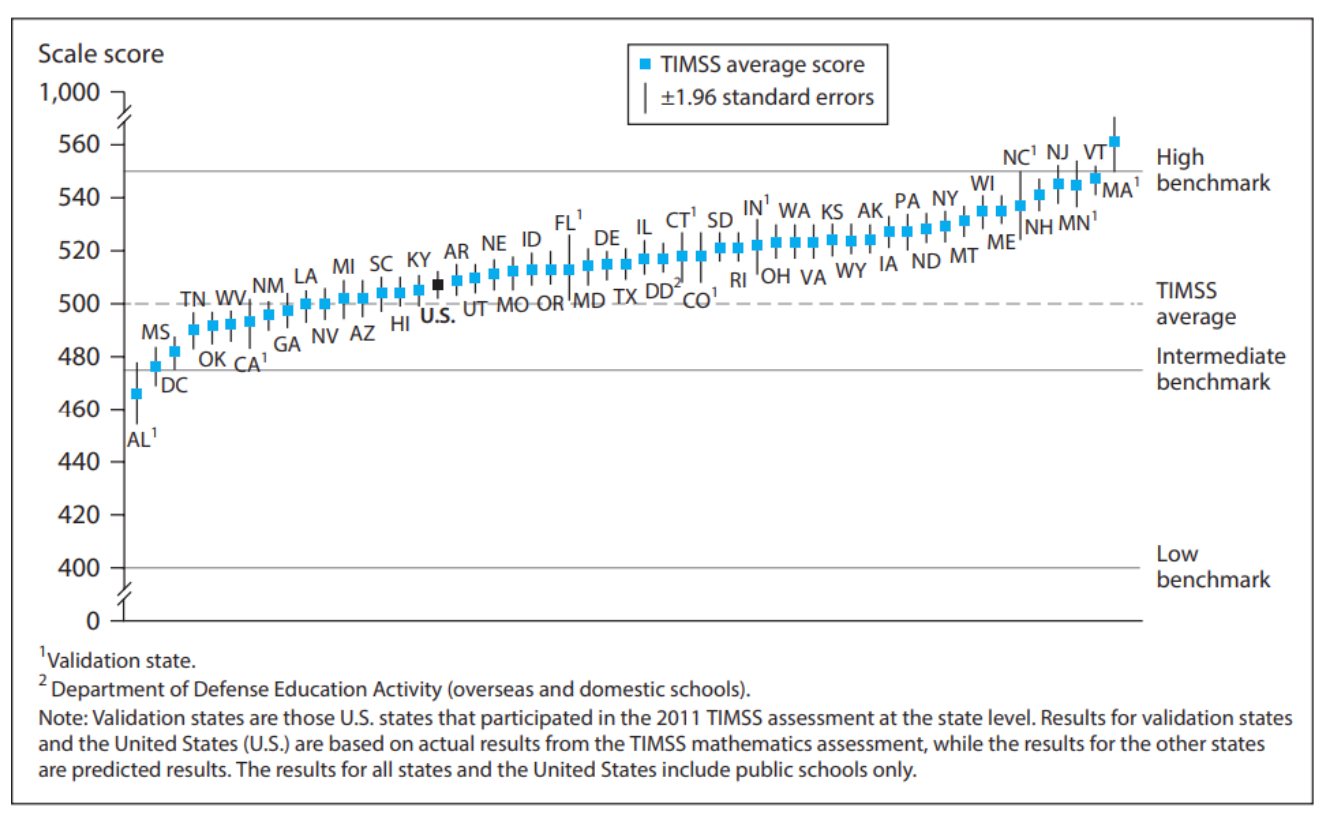 Scale score
TIMSS average score
±1.96 standard errors
1,000
560
540
520
500
480
460
440
420
400
0
AL¹
MS
DC
TN
OK
WV
CA¹
NM
GA
LA
NV
MI
AZ
SC
HI
KY
U.S.
AR
UT
NE
MO
ID
OR
FL¹
MD
DE
TX
IL
DD²
CT¹
CO¹
SD
RI
IN¹
OH
WA
VA
KS
WY
AK
IA
PA
ND
NY
MT
WI
ME
NC¹
NH
NJ
MN¹
VT
MA¹
High
benchmark
TIMSS
average
Intermediate
benchmark
Low
benchmark
¹Validation state.
² Department of Defense Education Activity (overseas and domestic schools).
Note: Validation states are those U.S. states that participated in the 2011 TIMSS assessment at the state level. Results for validation states
and the United States (U.S.) are based on actual results from the TIMSS mathematics assessment, while the results for the other states
are predicted results. The results for all states and the United States include public schools only.